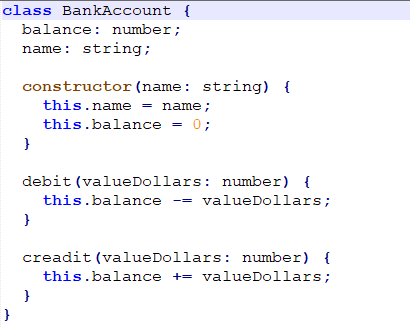 class BankAccount {
  balance: number;
  name: string;

  constructor(name: string) {
    this.name = name;
    this.balance = 0;
  }

  debit(valueDollars: number) {
    this.balance -= valueDollars;
  }

  creadit(valueDollars: number) {
    this.balance += valueDollars;
  }
}